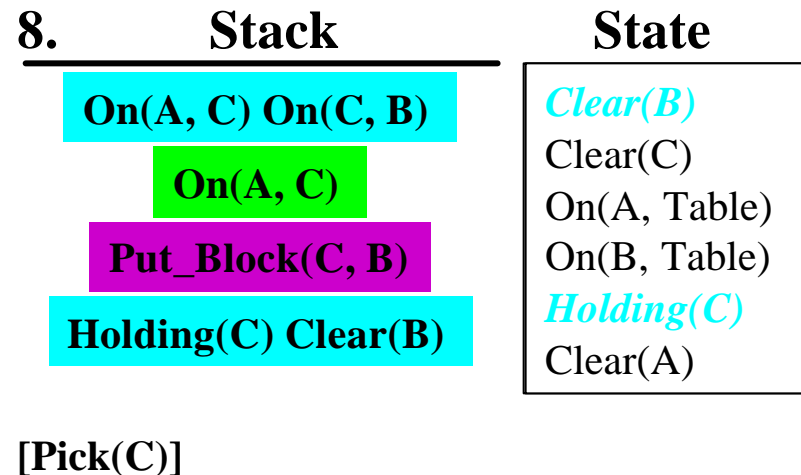 8. Stack State
On(A, C) On(C, B)
On(A, C)
Put_Block(C, B)
Holding(C) Clear(B)
Clear(B)
Clear(C)
On(A, Table)
On(B, Table)
Holding(C)
Clear(A)
[Pick(C)]